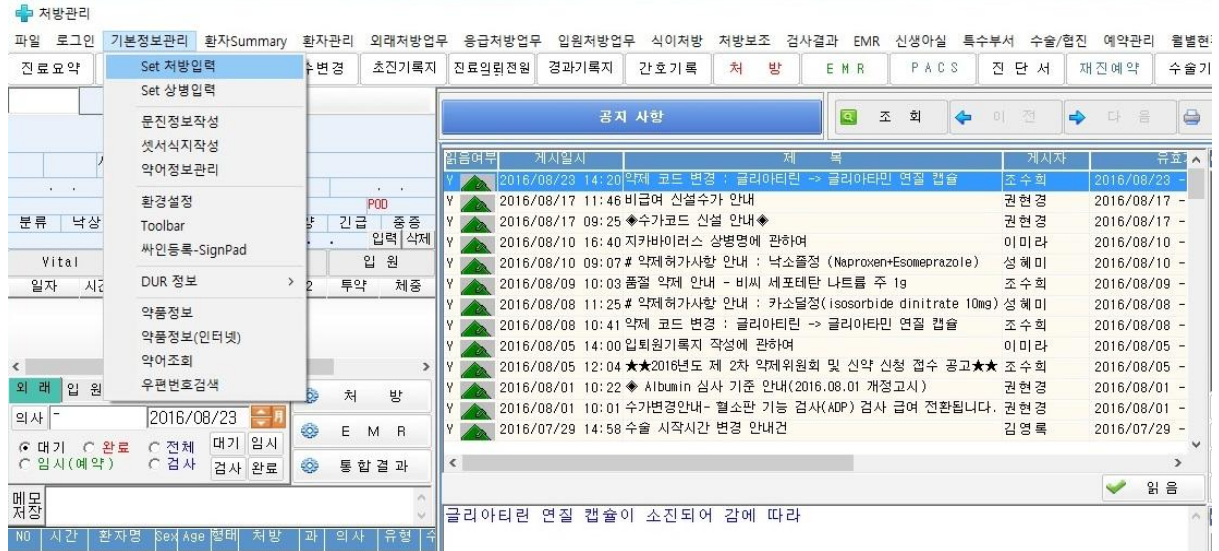 처방관리
파일 로그인 기본정보관리 환자Summary 환자관리 외래처방업무 응급처방업무 입원처방업무 식이처방 처방보조 검사결과 EMR 신생아실 특수부서 수술/협진 예약관리 월별현
진료요약 수변경 초진기록지 진료의뢰전원 경과기록지 간호기록 처 방 E M R P A C S 진 단 서 재진예약 수술기
Set 처방입력
Set 상병입력
문진정보작성
셋서식지작성
약어정보관리
환경설정
Toolbar
싸인등록-SignPad
DUR 정보 >
약품정보
약품정보(인터넷)
약어조회
우편번호검색
POD
분류 낙상 긴급 중증
입력 삭제
Vital 입 원
일자 투약 체중
외 래 입 원
의사 - 2016/08/23
대기 완료 전체 대기 임시
임시(예약) 검사 검사 완료
처 방
E M R
통합결과
메모
저장
NO 시간 환자명 Sex Age 형태 처방 과 의사 유형 수
공지 사항 조 회 이 전 다 음
읽음여부 게시일시 제 목 게시자 유효기
Y 2016/08/23 14:20 약제 코드 변경 : 글리아티린 -> 글리아타민 연질 캡슐 조수희 2016/08/23 -
Y 2016/08/17 11:46 비급여 신설수가 안내 권현경 2016/08/17 -
Y 2016/08/17 09:25 ◈수가코드 신설 안내◈ 권현경 2016/08/17 -
Y 2016/08/10 16:40 지카바이러스 상병명에 관하여 이미라 2016/08/10 -
Y 2016/08/10 09:07 # 약제허가사항 안내 : 낙소졸정 (Naproxen+Esomeprazole) 성혜미 2016/08/10 -
Y 2016/08/09 10:03 품절 약제 안내 - 비씨 세포테탄 나트륨 주 1g 조수희 2016/08/09 -
Y 2016/08/08 11:25 # 약제허가사항 안내 : 카소딜정(isosorbide dinitrate 10mg) 성혜미 2016/08/08 -
Y 2016/08/08 10:41 약제 코드 변경 : 글리아티린 -> 글리아타민 연질 캡슐 조수희 2016/08/08 -
Y 2016/08/05 14:00 입퇴원기록지 작성에 관하여 이미라 2016/08/05 -
Y 2016/08/05 12:04 ★★2016년도 제 2차 약제위원회 및 신약 신청 접수 공고★★ 조수희 2016/08/05 -
Y 2016/08/01 10:22 ◈ Albumin 심사 기준 안내(2016.08.01 개정고시) 권현경 2016/08/01 -
Y 2016/08/01 10:01 수가변경안내- 혈소판 기능 검사(ADP) 검사 급여 전환됩니다. 권현경 2016/08/01 -
Y 2016/07/29 14:58 수술 시작시간 변경 안내건 김영록 2016/07/29 -
읽 음
글리아티린 연질 캡슐이 소진되어 감에 따라